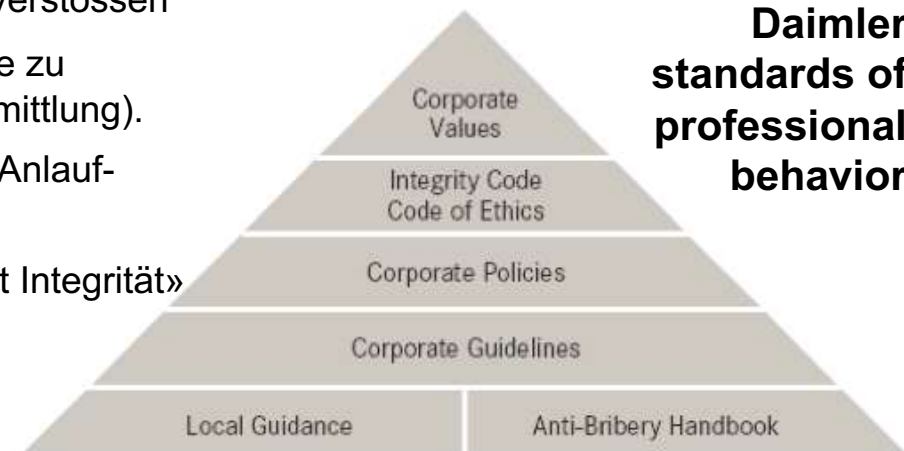 verstossen
e zu
mittlung).
Anlauf-
t Integrität»
Daimler
standards of
professional
behavior
Corporate
Values
Integrity Code
Code of Ethics
Corporate Policies
Corporate Guidelines
Local Guidance
Anti-Bribery Handbook